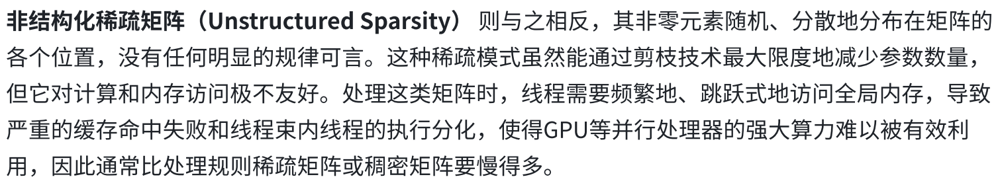 非结构化稀疏矩阵（Unstructured Sparsity） 则与之相反，其非零元素随机、分散地分布在矩阵的
各个位置，没有任何明显的规律可言。这种稀疏模式虽然能通过剪枝技术最大限度地减少参数数量，
但它对计算和内存访问极不友好。处理这类矩阵时，线程需要频繁地、跳跃式地访问全局内存，导致
严重的缓存命中失败和线程束内线程的执行分化，使得GPU等并行处理器的强大算力难以被有效利
用，因此通常比处理规则稀疏矩阵或稠密矩阵要慢得多。